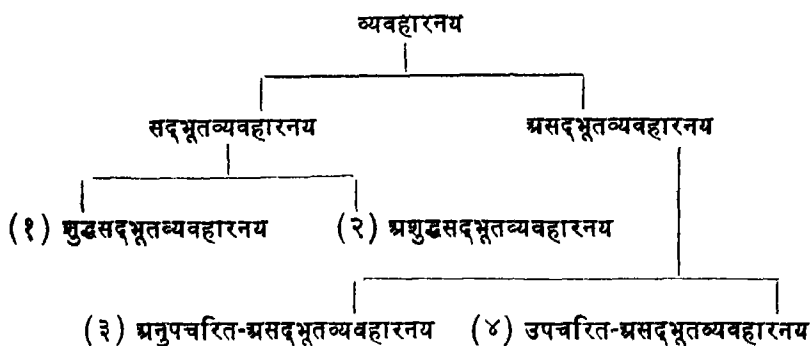 व्यवहारनय
सद्भूतव्यवहारनय असद्भूतव्यवहारनय
(१) शुद्धसद्भूतव्यवहारनय (२) अशुद्धसद्भूतव्यवहारनय
(३) अनुपचरित-असद्भूतव्यवहारनय (४) उपचरित-असद्भूतव्यवहारनय